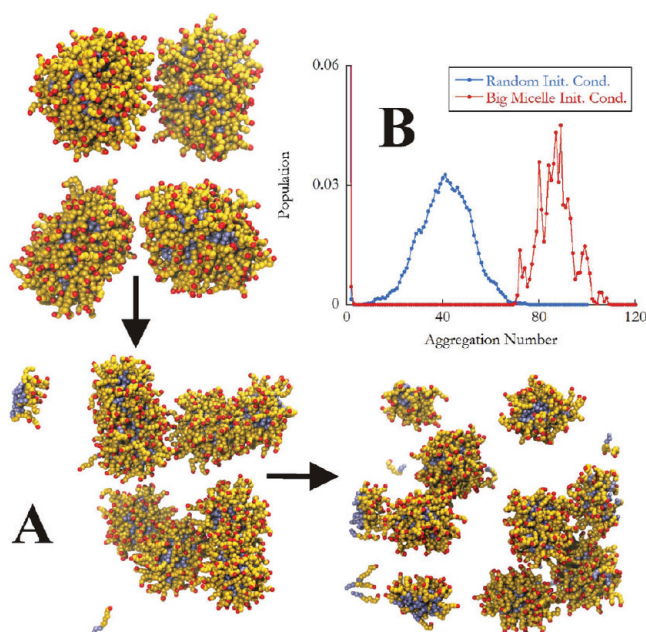 0.06
Random Init. Cond.
Big Micelle Init. Cond.
B
Population
0.03
0
0
40
80
120
Aggregation Number
A